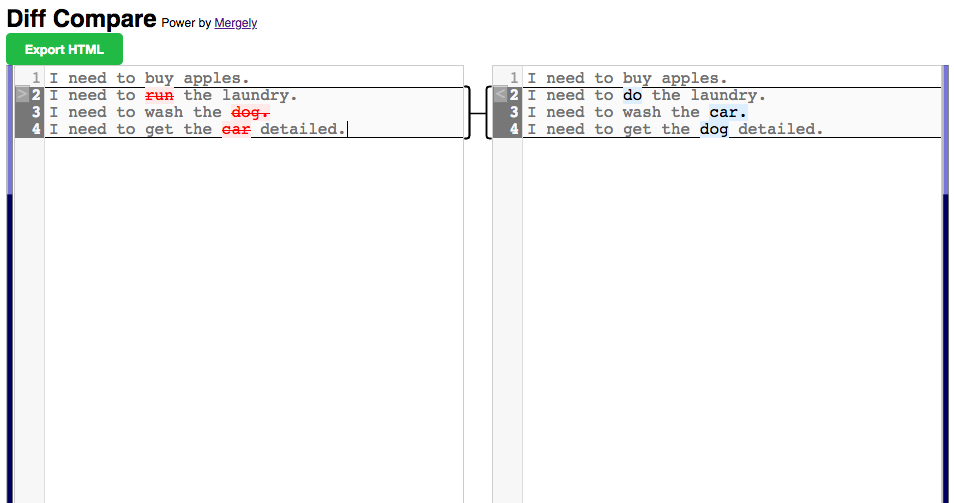 Diff Compare Power by Mergely
Export HTML
1 I need to buy apples.
> 2 I need to run the laundry.
3 I need to wash the dog.
4 I need to get the car detailed.
1 I need to buy apples.
< 2 I need to do the laundry.
3 I need to wash the car.
4 I need to get the dog detailed.